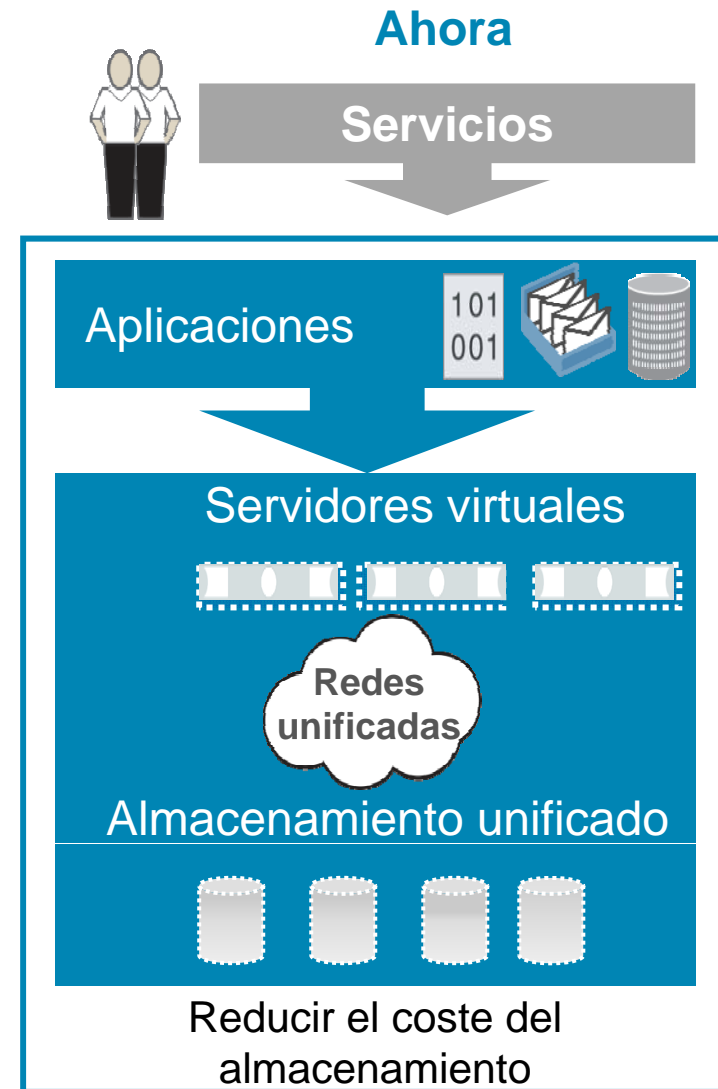 Ahora
Servicios
Aplicaciones
101
001
Servidores virtuales
Redes
unificadas
Almacenamiento unificado
Reducir el coste del
almacenamiento